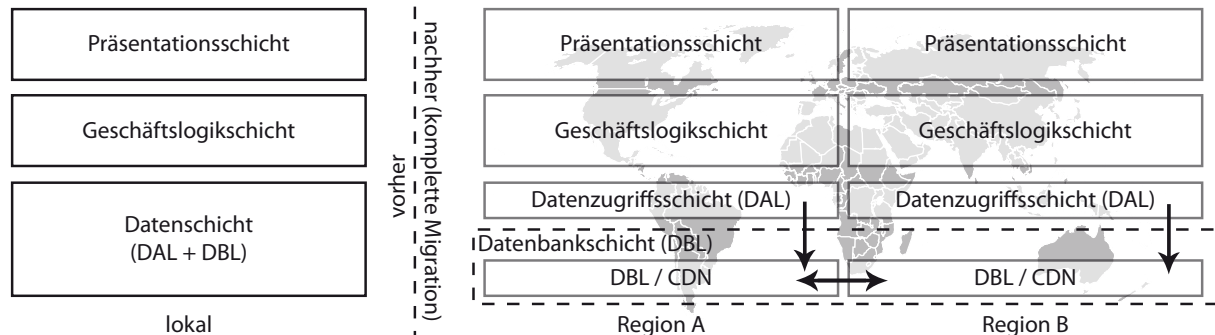 Präsentationsschicht
Geschäftslogikschicht
Datenschicht
(DAL + DBL)
lokal
vorher
nachher (komplette Migration)
Präsentationsschicht
Präsentationsschicht
Geschäftslogikschicht
Geschäftslogikschicht
Datenzugriffsschicht (DAL)
Datenzugriffsschicht (DAL)
Datenbankschicht (DBL)
DBL / CDN
DBL / CDN
Region A
Region B